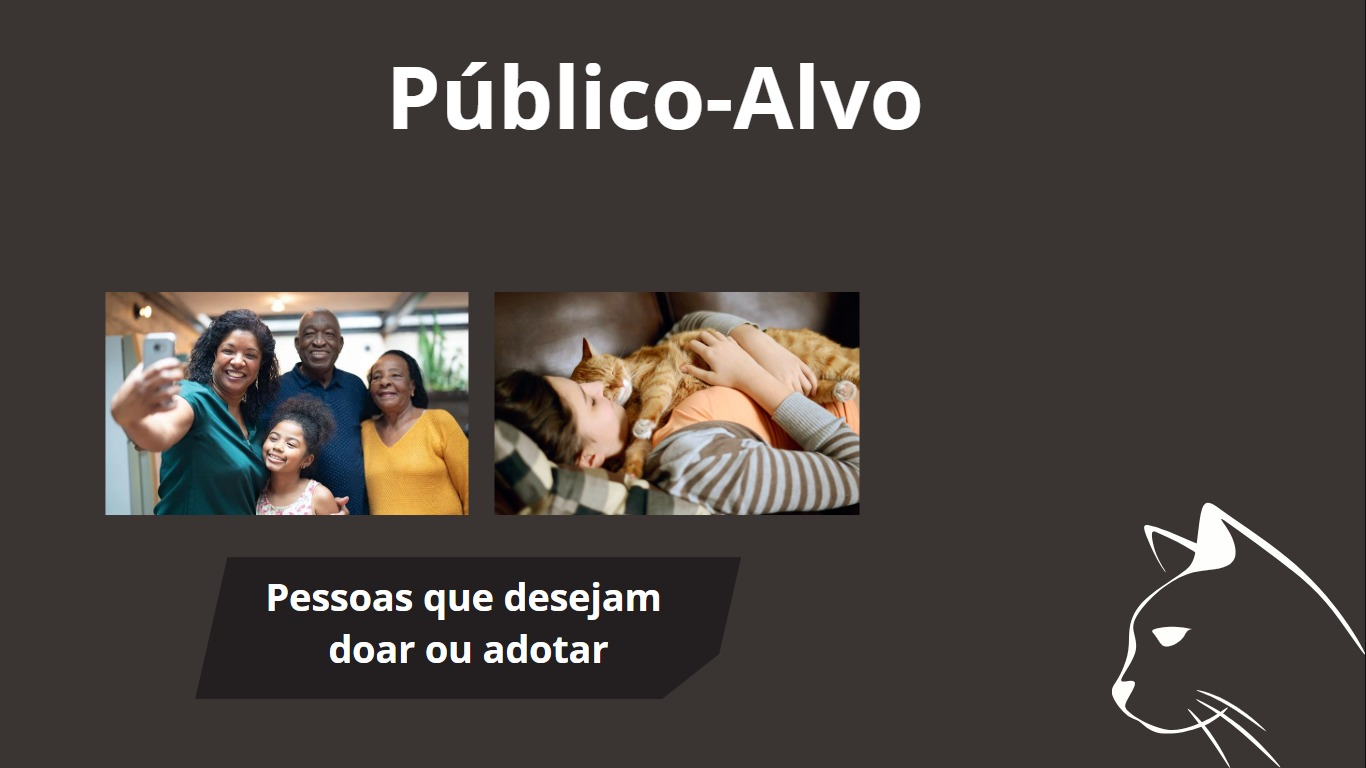 Público-Alvo
Pessoas que desejam
doar ou adotar